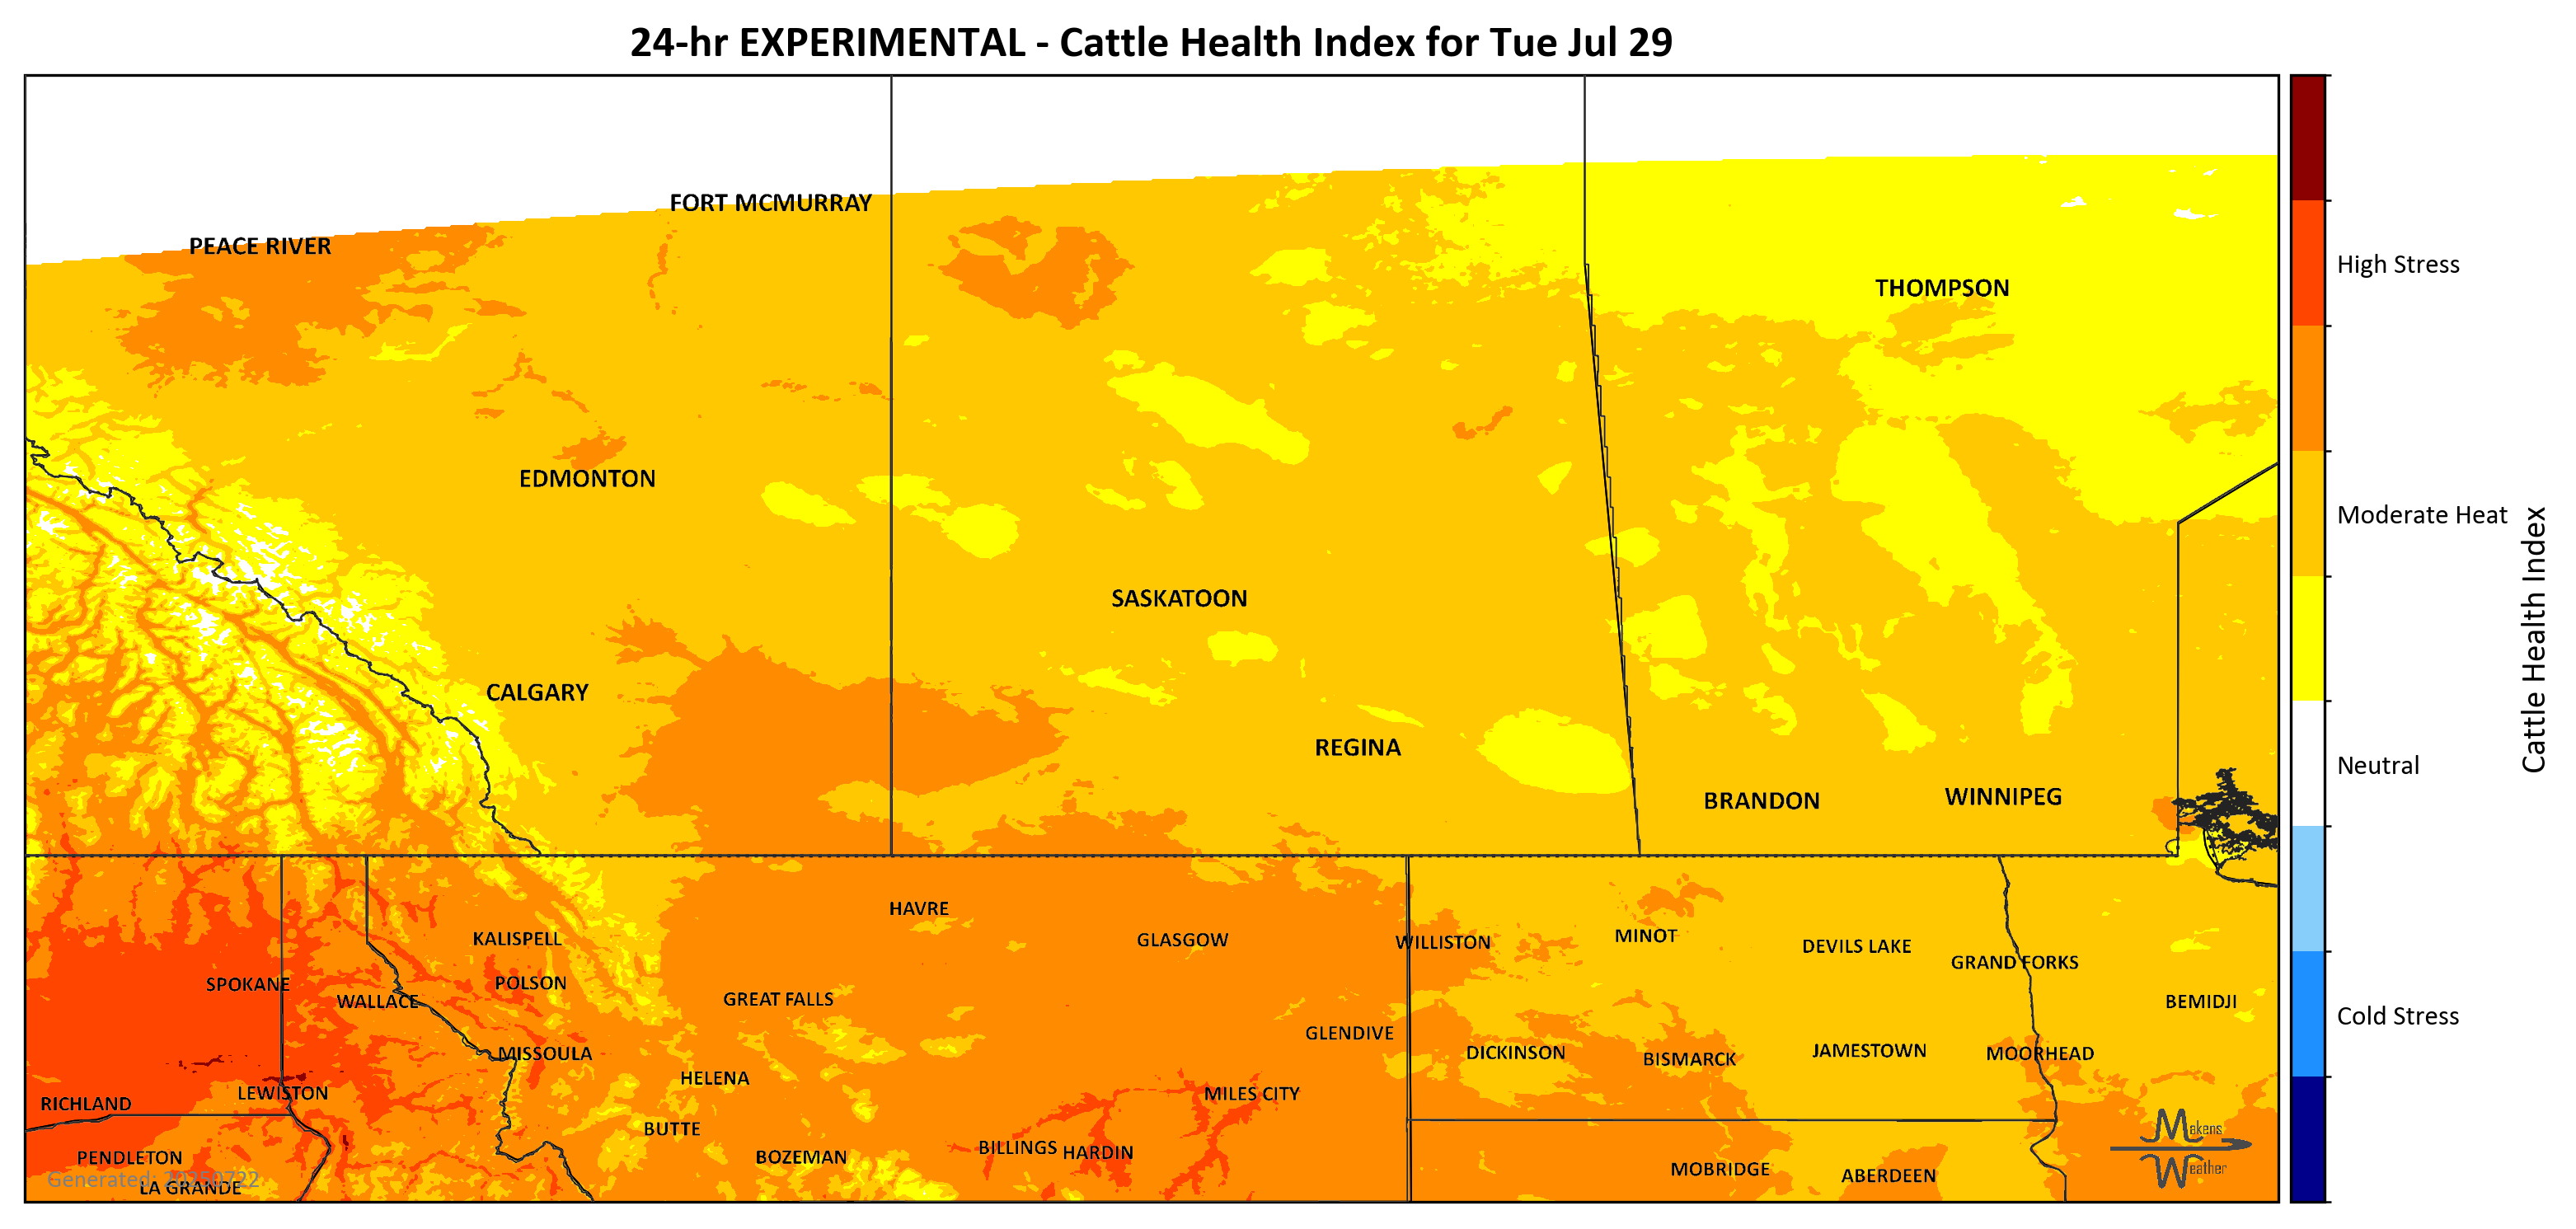 24-hr EXPERIMENTAL - Cattle Health Index for Tue Jul 29
FORT MCMURRAY
PEACE RIVER
THOMPSON
EDMONTON
SASKATOON
CALGARY
REGINA
BRANDON
WINNIPEG
HAVRE
KALISPELL
GLASGOW
WILLISTON
MINOT
DEVILS LAKE
GRAND FORKS
SPOKANE
POLSON
WALLACE
GREAT FALLS
BEMIDJI
GLENDIVE
MISSOULA
DICKINSON
BISMARCK
JAMESTOWN
MOORHEAD
HELENA
LEWISTON
MILES CITY
RICHLAND
BUTTE
BILLINGS
HARDIN
PENDLETON
BOZEMAN
MOBRIDGE
ABERDEEN
Generated: 20250722
LA GRANDE
Makens
Weather
High Stress
Moderate Heat
Neutral
Cold Stress
Cattle Health Index